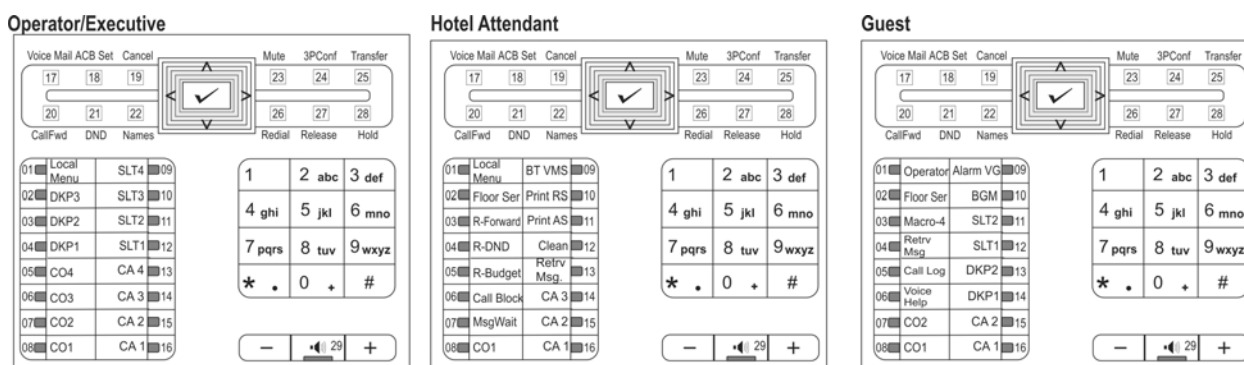 Operator/Executive
Voice Mail ACB Set Cancel Mute 3PConf Transfer
17 18 19 23 24 25
20 21 22 26 27 28
CallFwd DND Names Redial Release Hold
01 Local Menu SLT4 09
02 DKP3 SLT3 10
03 DKP2 SLT2 11
04 DKP1 SLT1 12
05 CO4 CA 4 13
06 CO3 CA 3 14
07 CO2 CA 2 15
08 CO1 CA 1 16
1 2 abc 3 def
4 ghi 5 jkl 6 mno
7 pqrs 8 tuv 9 wxyz
* . 0 + #
− 29 +
Hotel Attendant
Voice Mail ACB Set Cancel Mute 3PConf Transfer
17 18 19 23 24 25
20 21 22 26 27 28
CallFwd DND Names Redial Release Hold
01 Local Menu BT VMS 09
02 Floor Ser Print RS 10
03 R-Forward Print AS 11
04 R-DND Clean 12
05 R-Budget Retrv Msg. 13
06 Call Block CA 3 14
07 MsgWait CA 2 15
08 CO1 CA 1 16
1 2 abc 3 def
4 ghi 5 jkl 6 mno
7 pqrs 8 tuv 9 wxyz
* . 0 + #
− 29 +
Guest
Voice Mail ACB Set Cancel Mute 3PConf Transfer
17 18 19 23 24 25
20 21 22 26 27 28
CallFwd DND Names Redial Release Hold
01 Operator Alarm VG 09
02 Floor Ser BGM 10
03 Macro-4 SLT2 11
04 Retrv Msg SLT1 12
05 Call Log DKP2 13
06 Voice Help DKP1 14
07 CO2 CA 2 15
08 CO1 CA 1 16
1 2 abc 3 def
4 ghi 5 jkl 6 mno
7 pqrs 8 tuv 9 wxyz
* . 0 + #
− 29 +